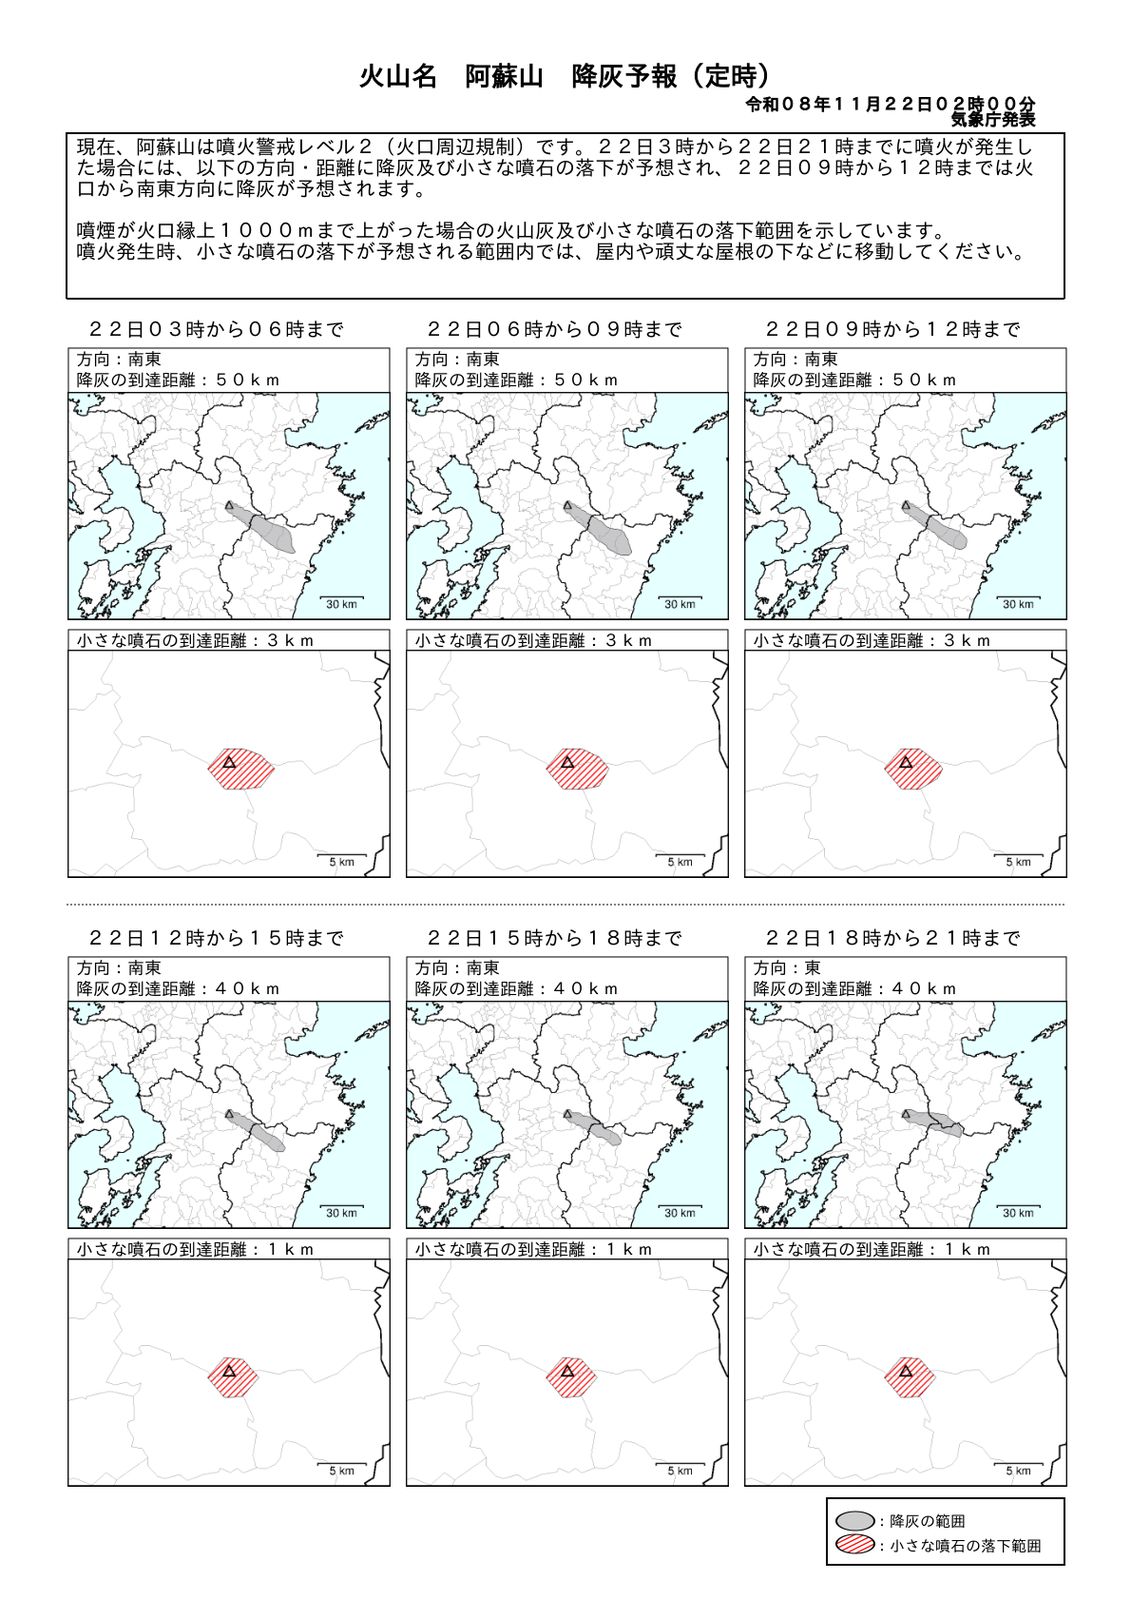 火山名　阿蘇山　降灰予報（定時）
令和０８年１１月２２日０２時００分
気象庁発表
現在、阿蘇山は噴火警戒レベル２（火口周辺規制）です。２２日３時から２２日２１時までに噴火が発生し
た場合には、以下の方向・距離に降灰及び小さな噴石の落下が予想され、２２日０９時から１２時までは火
口から南東方向に降灰が予想されます。
噴煙が火口縁上１０００ｍまで上がった場合の火山灰及び小さな噴石の落下範囲を示しています。
噴火発生時、小さな噴石の落下が予想される範囲内では、屋内や頑丈な屋根の下などに移動してください。
２２日０３時から０６時まで
方向：南東
降灰の到達距離：５０ｋｍ
30 km
小さな噴石の到達距離：３ｋｍ
5 km
２２日０６時から０９時まで
方向：南東
降灰の到達距離：５０ｋｍ
30 km
小さな噴石の到達距離：３ｋｍ
5 km
２２日０９時から１２時まで
方向：南東
降灰の到達距離：５０ｋｍ
30 km
小さな噴石の到達距離：３ｋｍ
5 km
２２日１２時から１５時まで
方向：南東
降灰の到達距離：４０ｋｍ
30 km
小さな噴石の到達距離：１ｋｍ
5 km
２２日１５時から１８時まで
方向：南東
降灰の到達距離：４０ｋｍ
30 km
小さな噴石の到達距離：１ｋｍ
5 km
２２日１８時から２１時まで
方向：東
降灰の到達距離：４０ｋｍ
30 km
小さな噴石の到達距離：１ｋｍ
5 km
：降灰の範囲
：小さな噴石の落下範囲